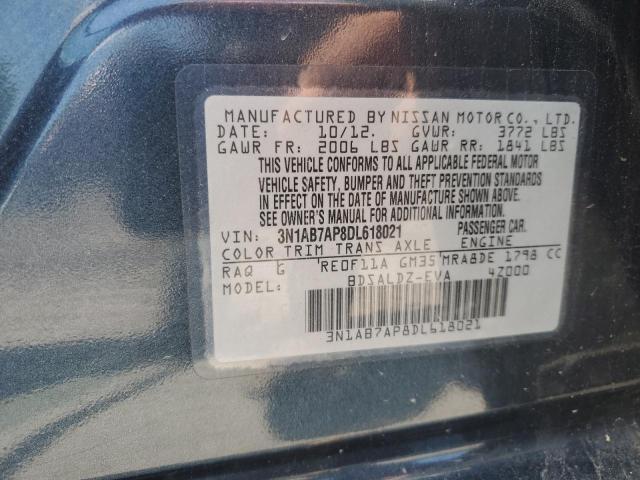 MANUFACTURED BY NISSAN MOTOR CO., LTD.
DATE: 10/12. GVWR: 3772 LBS
GAWR FR: 2006 LBS GAWR RR: 1841 LBS
THIS VEHICLE CONFORMS TO ALL APPLICABLE FEDERAL MOTOR
VEHICLE SAFETY, BUMPER AND THEFT PREVENTION STANDARDS
IN EFFECT ON THE DATE OF MANUFACTURE SHOWN ABOVE.
SEE OWNER'S MANUAL FOR ADDITIONAL INFORMATION.
VIN: 3N1AB7AP8DL618021 PASSENGER CAR.
COLOR TRIM TRANS AXLE ENGINE
RAQ G RE0F11A GM35 MRA8DE 1798 CC
MODEL: BDSALDZ-EVA 4Z000
3N1AB7AP8DL618021